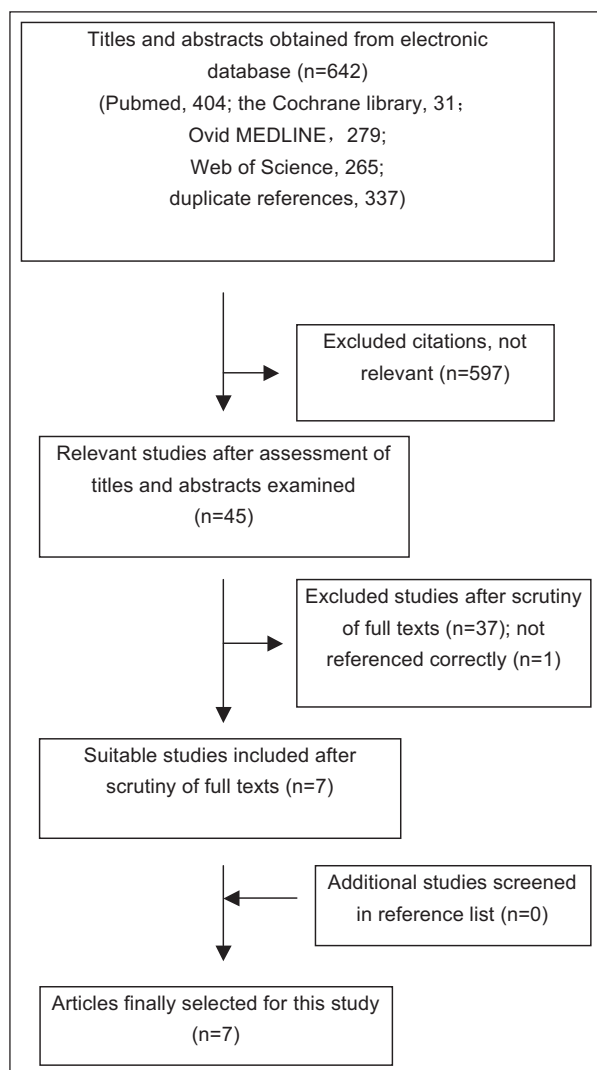 Titles and abstracts obtained from electronic
database (n=642)
(Pubmed, 404; the Cochrane library, 31;
Ovid MEDLINE，279;
Web of Science, 265;
duplicate references, 337)
Excluded citations, not
relevant (n=597)
Relevant studies after assessment of
titles and abstracts examined
(n=45)
Excluded studies after scrutiny
of full texts (n=37); not
referenced correctly (n=1)
Suitable studies included after
scrutiny of full texts (n=7)
Additional studies screened
in reference list (n=0)
Articles finally selected for this study
(n=7)